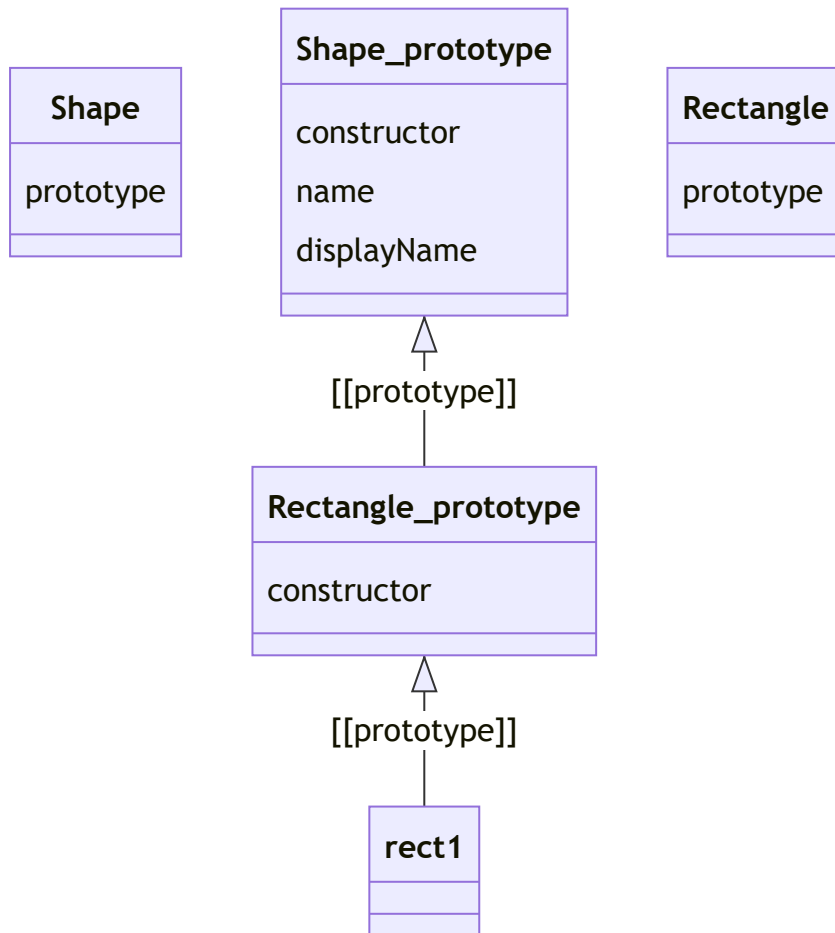 Shape
prototype
Shape_prototype
constructor
name
displayName
Rectangle
prototype
[[prototype]]
Rectangle_prototype
constructor
[[prototype]]
rect1